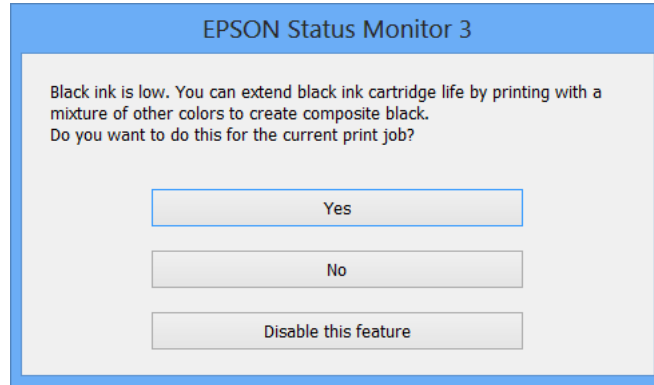 EPSON Status Monitor 3
Black ink is low. You can extend black ink cartridge life by printing with a
mixture of other colors to create composite black.
Do you want to do this for the current print job?
Yes
No
Disable this feature